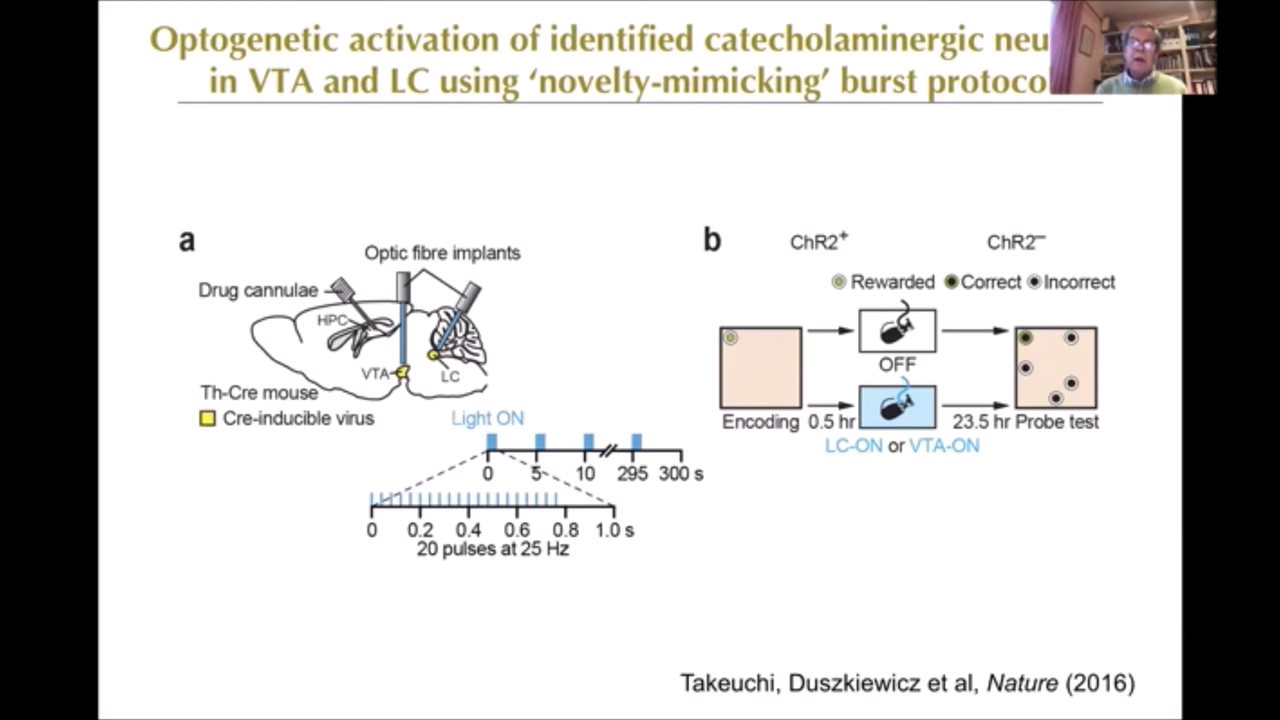 Optogenetic activation of identified catecholaminergic neu
in VTA and LC using ‘novelty-mimicking’ burst protoco
a
Optic fibre implants
Drug cannulae
HPC
VTA
LC
Th-Cre mouse
Cre-inducible virus
Light ON
0 5 10 295 300 s
0 0.2 0.4 0.6 0.8 1.0 s
20 pulses at 25 Hz
b
ChR2+ ChR2–
Rewarded Correct Incorrect
OFF
Encoding 0.5 hr 23.5 hr Probe test
LC-ON or VTA-ON
Takeuchi, Duszkiewicz et al, Nature (2016)